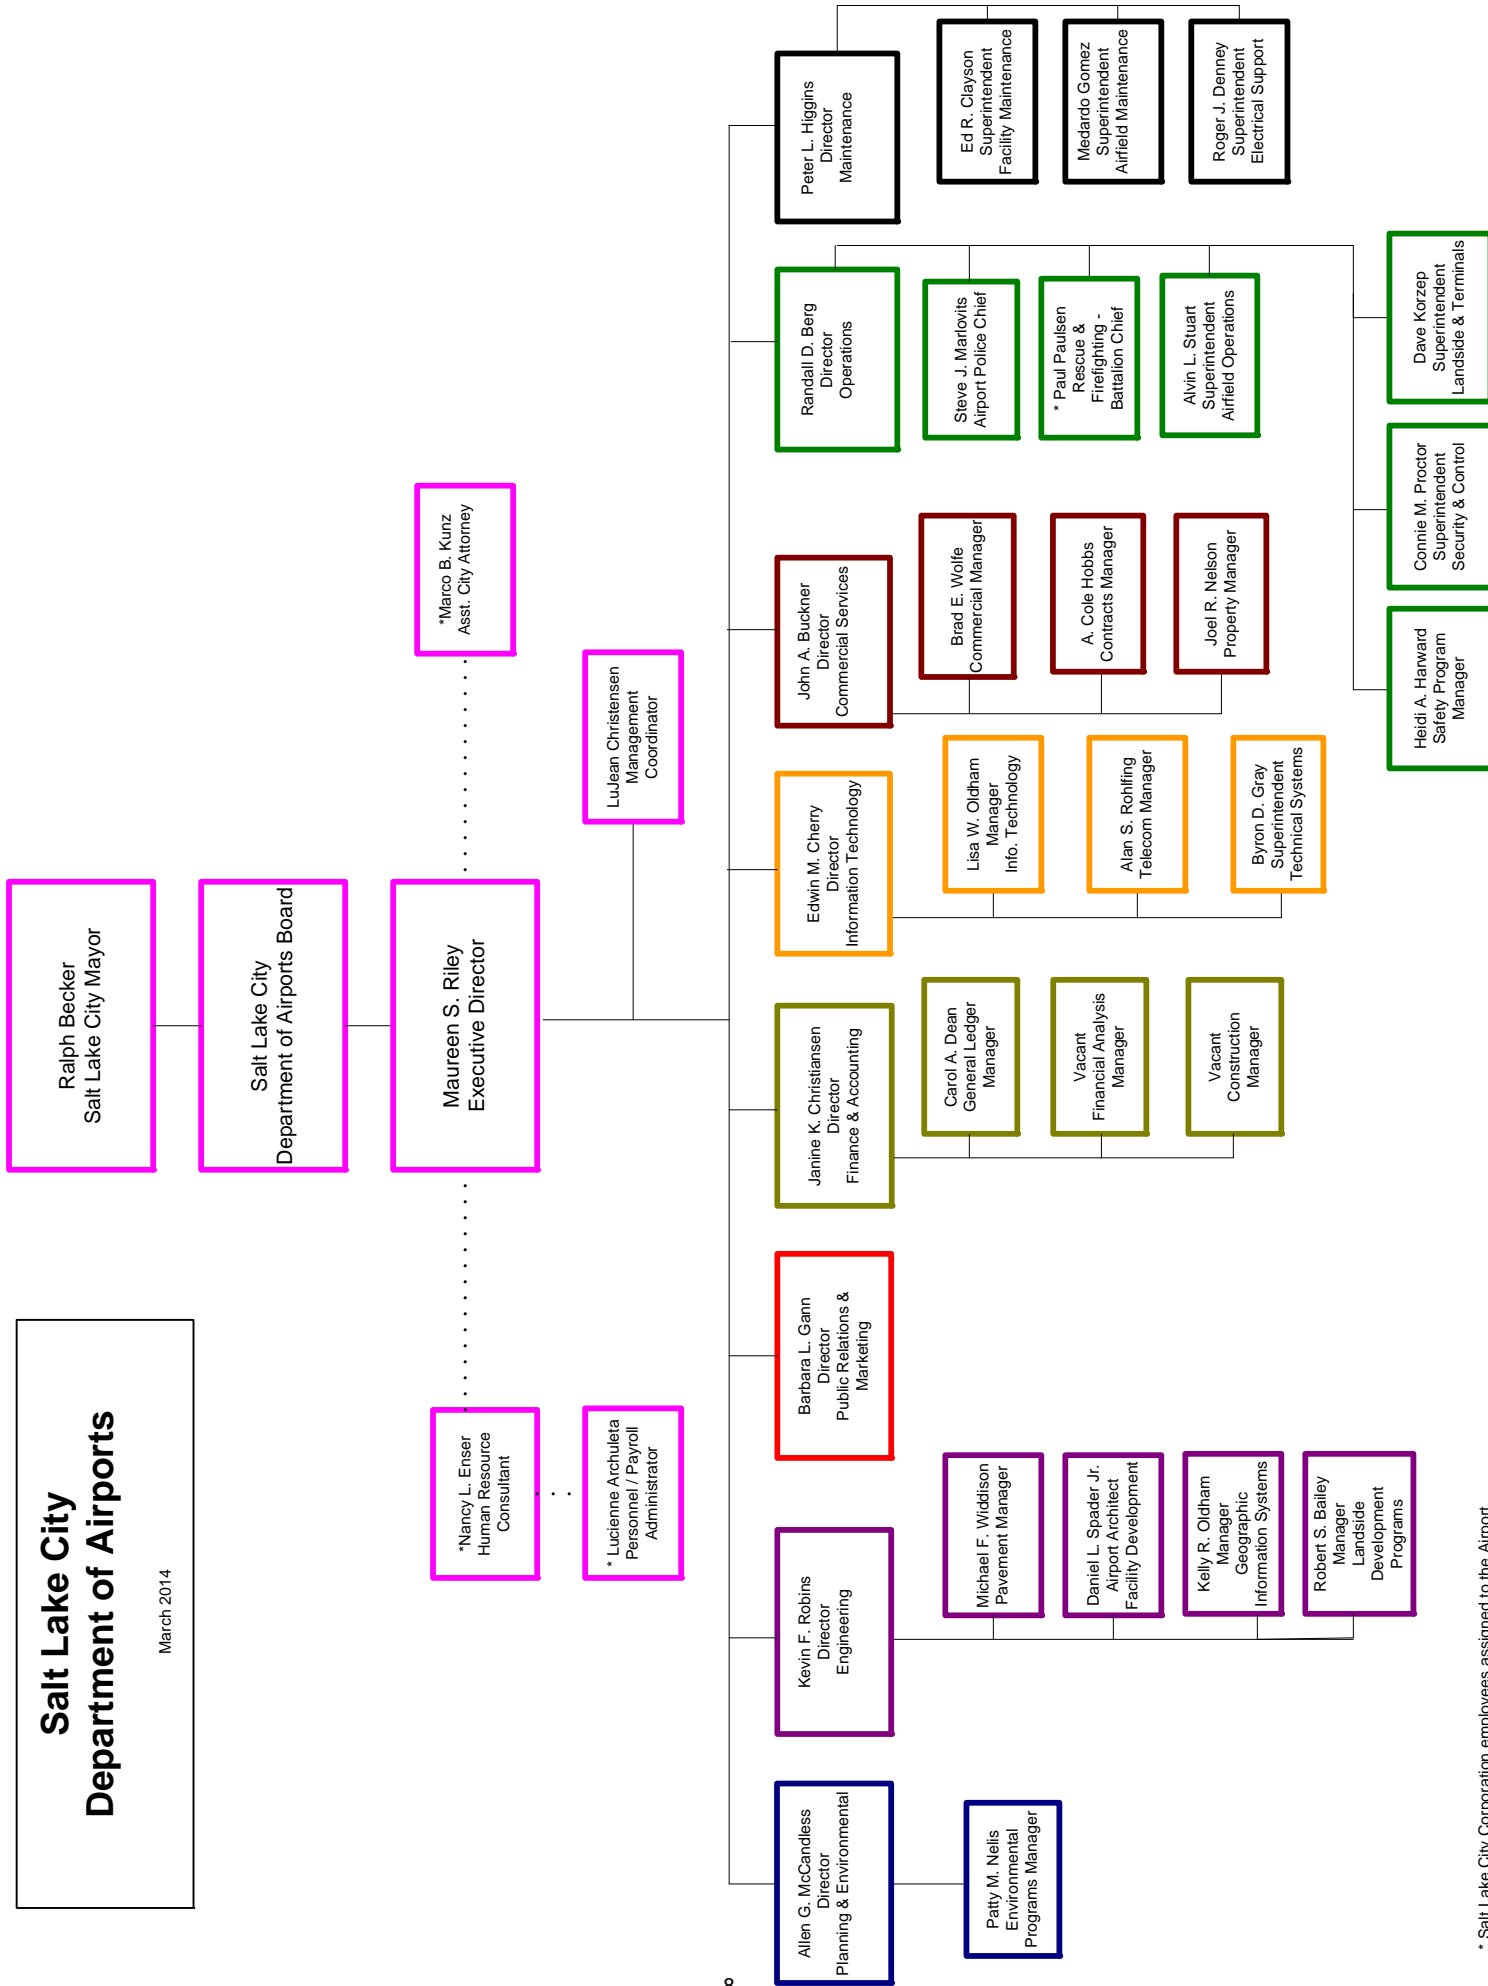 Salt Lake City
Department of Airports
March 2014
Ralph Becker
Salt Lake City Mayor
Salt Lake City
Department of Airports Board
Maureen S. Riley
Executive Director
*Nancy L. Enser
Human Resource
Consultant
* Lucienne Archuleta
Personnel / Payroll
Administrator
*Marco B. Kunz
Asst. City Attorney
LuJean Christensen
Management
Coordinator
Allen G. McCandless
Director
Planning & Environmental
Patty M. Nelis
Environmental
Programs Manager
Kevin F. Robins
Director
Engineering
Michael F. Widdison
Pavement Manager
Daniel L. Spader Jr.
Airport Architect
Facility Development
Kelly R. Oldham
Manager
Geographic
Information Systems
Robert S. Bailey
Manager
Landside
Development
Programs
Barbara L. Gann
Director
Public Relations &
Marketing
Janine K. Christiansen
Director
Finance & Accounting
Carol A. Dean
General Ledger
Manager
Vacant
Financial Analysis
Manager
Vacant
Construction
Manager
Edwin M. Cherry
Director
Information Technology
Lisa W. Oldham
Manager
Info. Technology
Alan S. Rohlfing
Telecom Manager
Byron D. Gray
Superintendent
Technical Systems
John A. Buckner
Director
Commercial Services
Brad E. Wolfe
Commercial Manager
A. Cole Hobbs
Contracts Manager
Joel R. Nelson
Property Manager
Randall D. Berg
Director
Operations
Steve J. Marlovits
Airport Police Chief
* Paul Paulsen
Rescue &
Firefighting -
Battalion Chief
Alvin L. Stuart
Superintendent
Airfield Operations
Heidi A. Harward
Safety Program
Manager
Connie M. Proctor
Superintendent
Security & Control
Dave Korzep
Superintendent
Landside & Terminals
Peter L. Higgins
Director
Maintenance
Ed R. Clayson
Superintendent
Facility Maintenance
Medardo Gomez
Superintendent
Airfield Maintenance
Roger J. Denney
Superintendent
Electrical Support
* Salt Lake City Corporation employees assigned to the Airport
8